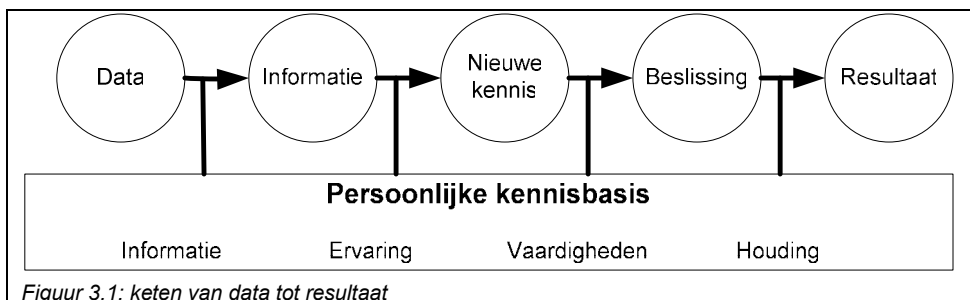 Data
Informatie
Nieuwe
kennis
Beslissing
Resultaat
Persoonlijke kennisbasis
Informatie Ervaring Vaardigheden Houding
Figuur 3.1: keten van data tot resultaat